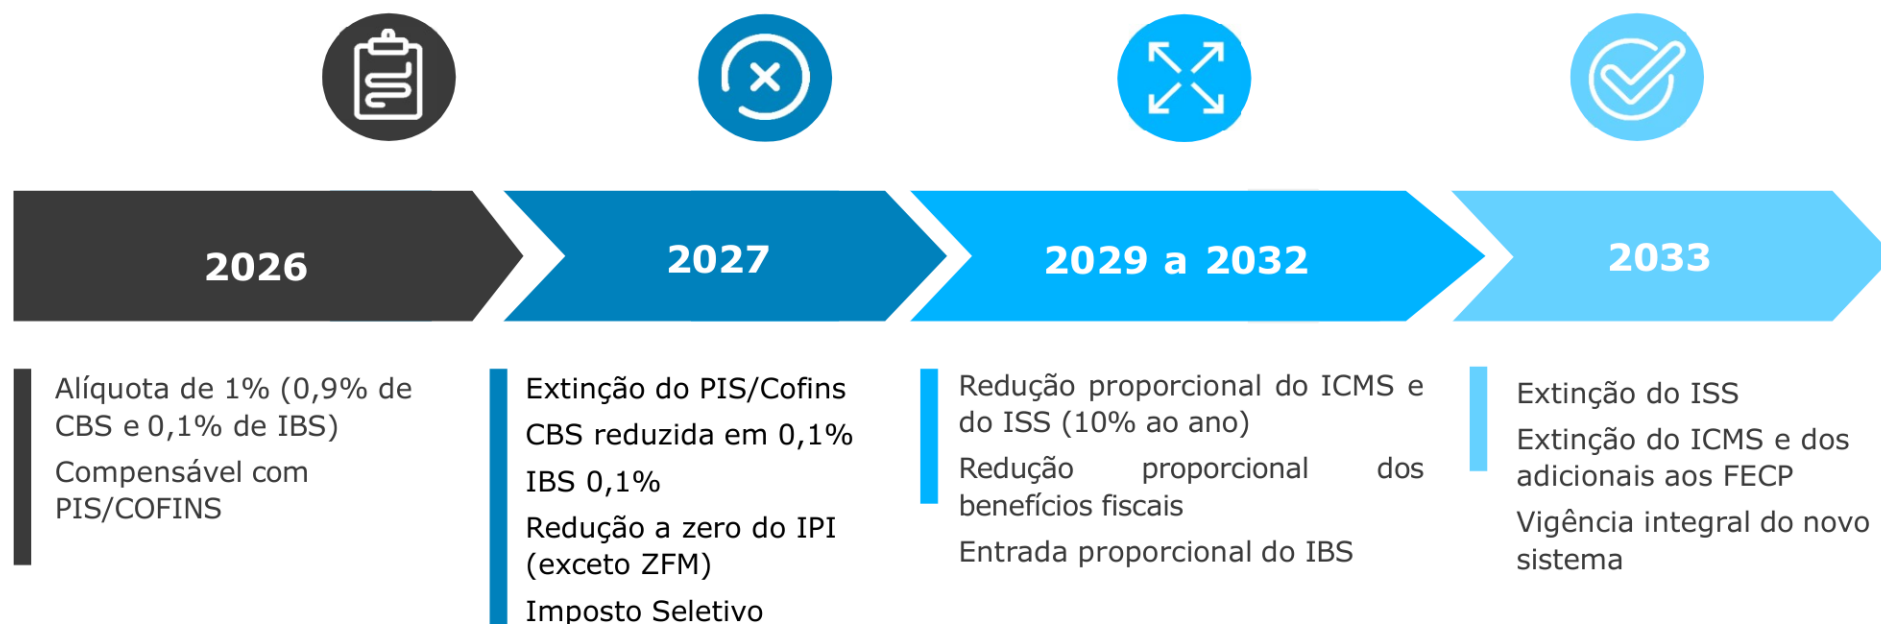 2026
2027
2029 a 2032
2033
Alíquota de 1% (0,9% de
CBS e 0,1% de IBS)
Compensável com
PIS/COFINS
Extinção do PIS/Cofins
CBS reduzida em 0,1%
IBS 0,1%
Redução a zero do IPI
(exceto ZFM)
Imposto Seletivo
Redução proporcional do ICMS e
do ISS (10% ao ano)
Redução proporcional dos
benefícios fiscais
Entrada proporcional do IBS
Extinção do ISS
Extinção do ICMS e dos
adicionais aos FECP
Vigência integral do novo
sistema